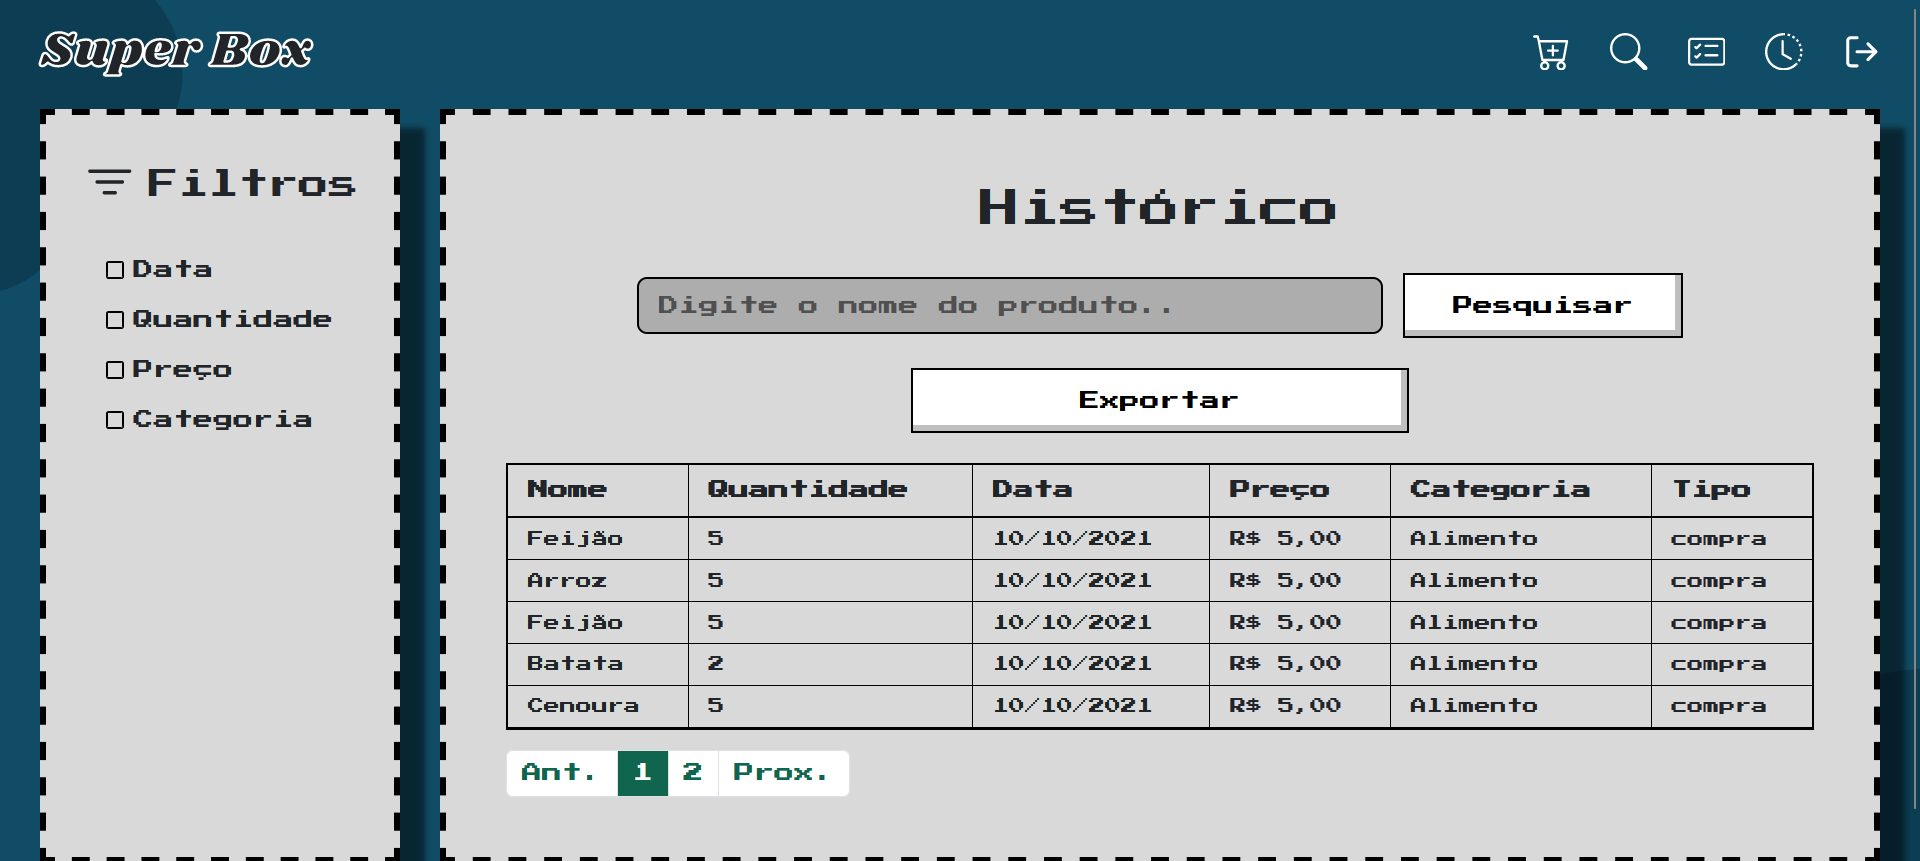 Super Box
Filtros
Data
Quantidade
Preço
Categoria
Histórico
Digite o nome do produto..
Pesquisar
Exportar
Nome Quantidade Data Preço Categoria Tipo
Feijão 5 10/10/2021 R$ 5,00 Alimento compra
Arroz 5 10/10/2021 R$ 5,00 Alimento compra
Feijão 5 10/10/2021 R$ 5,00 Alimento compra
Batata 2 10/10/2021 R$ 5,00 Alimento compra
Cenoura 5 10/10/2021 R$ 5,00 Alimento compra
Ant. 1 2 Prox.